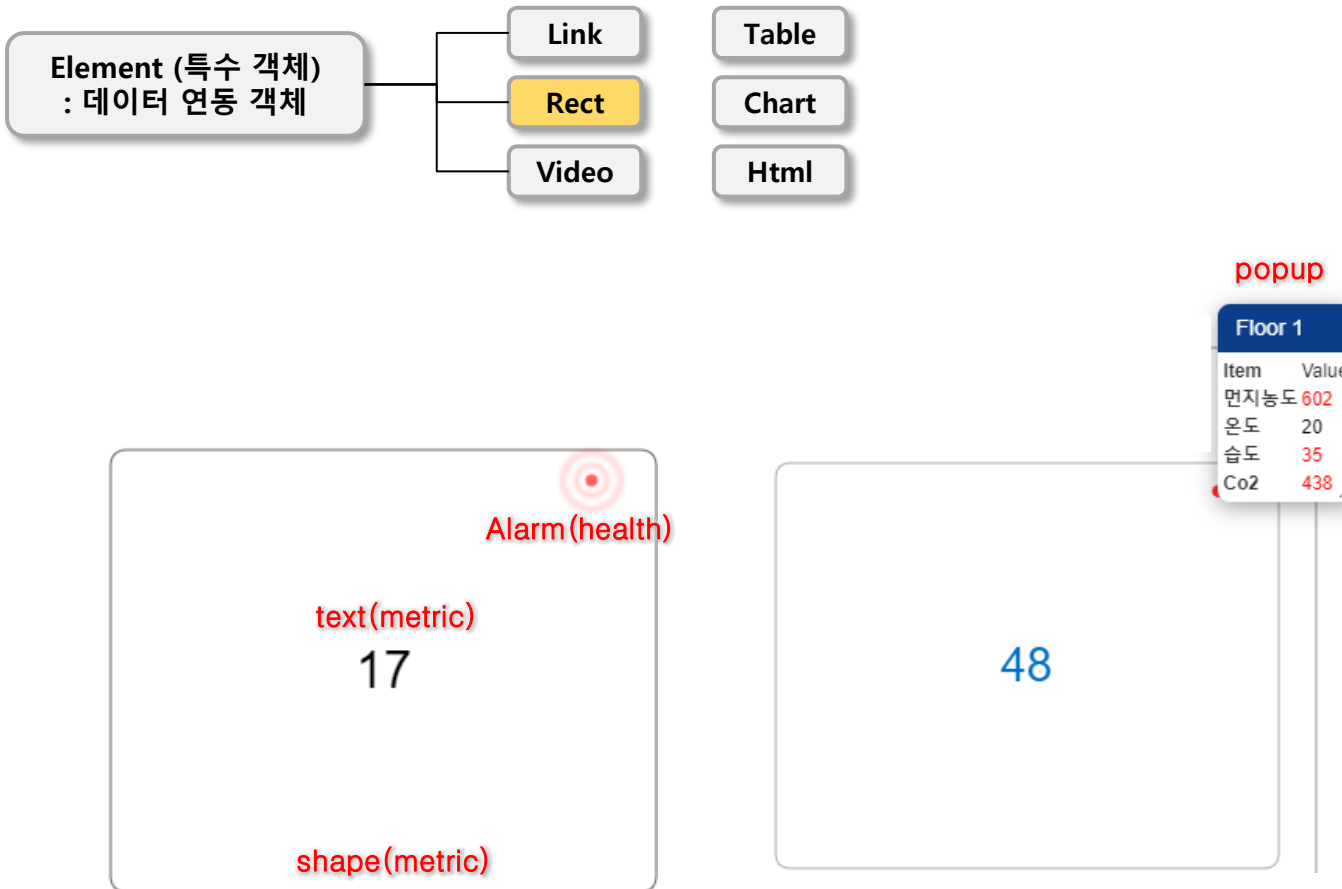 Element (특수 객체)
: 데이터 연동 객체
Link
Table
Rect
Chart
Video
Html
popup
Floor 1
Item Value
먼지농도 602
온도 20
습도 35
Co2 438
Alarm(health)
text(metric)
17
48
shape(metric)